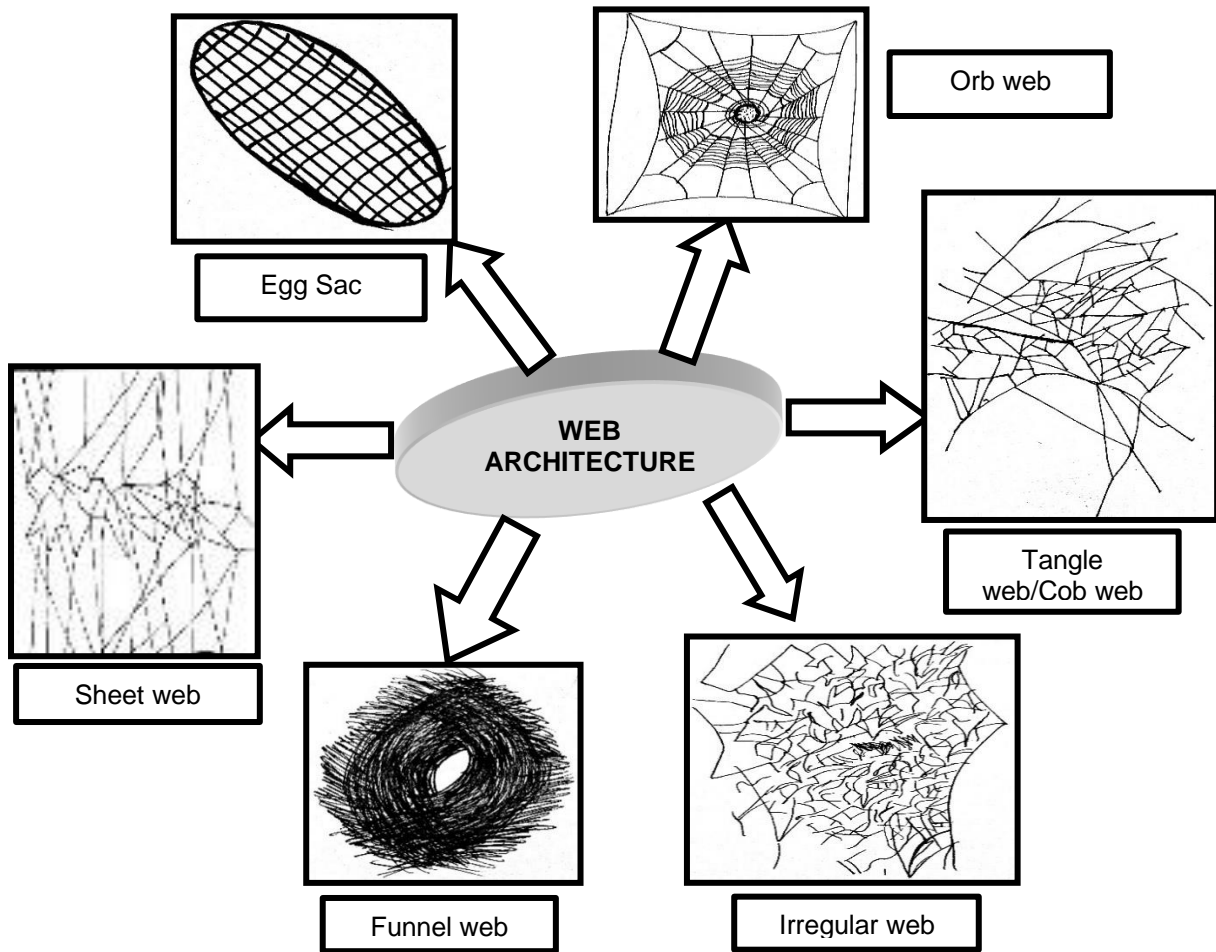 Orb web
Egg Sac
WEB
ARCHITECTURE
Tangle
web/Cob web
Sheet web
Funnel web
Irregular web